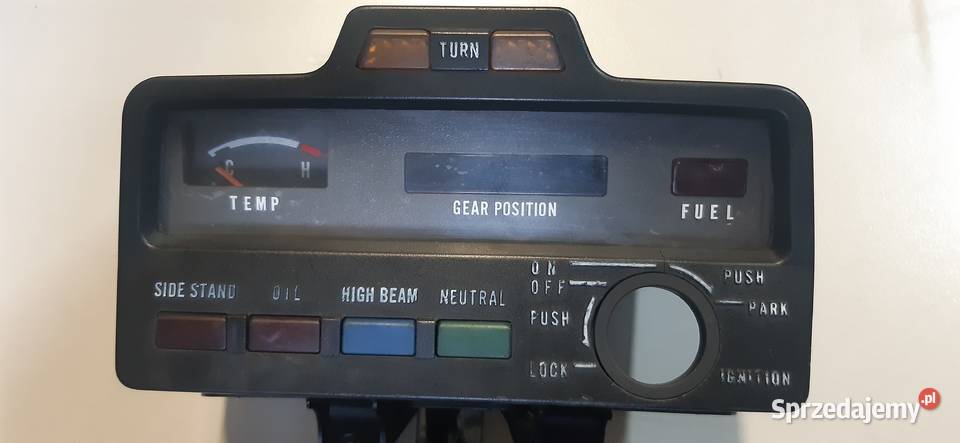 TURN
C H
TEMP
GEAR POSITION
FUEL
SIDE STAND OIL HIGH BEAM NEUTRAL
ON
OFF
PUSH
LOCK
PUSH
PARK
IGNITION
Sprzedajemy.pl